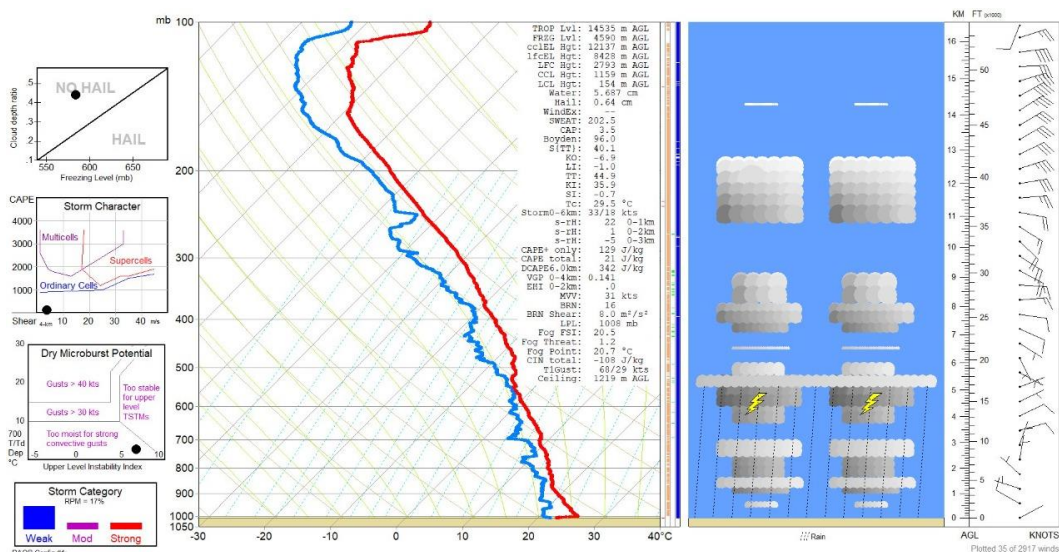 Cloud depth ratio
5
.4
.3
.2
.1
NO HAIL
HAIL
550 600 650
Freezing Level (mb)
CAPE
Storm Character
4000
3000
2000
1000
Multicells
Supercells
Ordinary Cells
Shear 4-km 10 20 30 40 m/s
Dry Microburst Potential
30
20
10
700
T/Td
Dep
°C
Gusts > 40 kts
Gusts > 30 kts
Too stable
for upper
level
TSTMs
Too moist for strong
convective gusts
0 5 10
Upper Level Instability Index
Storm Category
RPM = 17%
Weak Mod Strong
mb
100
200
300
400
500
600
700
800
900
1000
1050
-30 -20 -10 0 10 20 30 40°C
TROP Lvl: 14535 m AGL
FRZG Lvl: 4590 m AGL
cclEL Hgt: 12137 m AGL
lfcEL Hgt: 8428 m AGL
LFC Hgt: 2793 m AGL
CCL Hgt: 1159 m AGL
LCL Hgt: 154 m AGL
Water: 5.687 cm
Hail: 0.64 cm
WindEx: --
SWEAT: 202.5
CAP: 3.5
Boyden: 96.0
S(TT): 40.1
KO: -6.9
LI: -1.0
TT: 44.9
KI: 35.9
SI: -0.7
Tc: 29.5 °C
Storm0-6km: 33/18 kts
s-rH: 22 0-1km
s-rH: 1 0-2km
s-rH: -5 0-3km
CAPE+ only: 129 J/kg
CAPE total: 21 J/kg
DCAPE6.0km: 342 J/kg
VGP 0-4km: 0.141
EHI 0-2km: .0
MVV: 31 kts
BRN: 16
BRN Shear: 8.0 m²/s²
LPL: 1008 mb
Fog FSI: 20.5
Fog Threat: 1.2
Fog Point: 20.7 °C
CIN total: -108 J/kg
T1Gust: 68/29 kts
Ceiling: 1219 m AGL
Rain
KM FT (x1000)
16
15
14
13
12
11
10
9
8
7
6
5
4
3
2
1
0
50
45
40
35
30
25
20
15
10
5
0
AGL KNOTS
Plotted 35 of 2917 winds